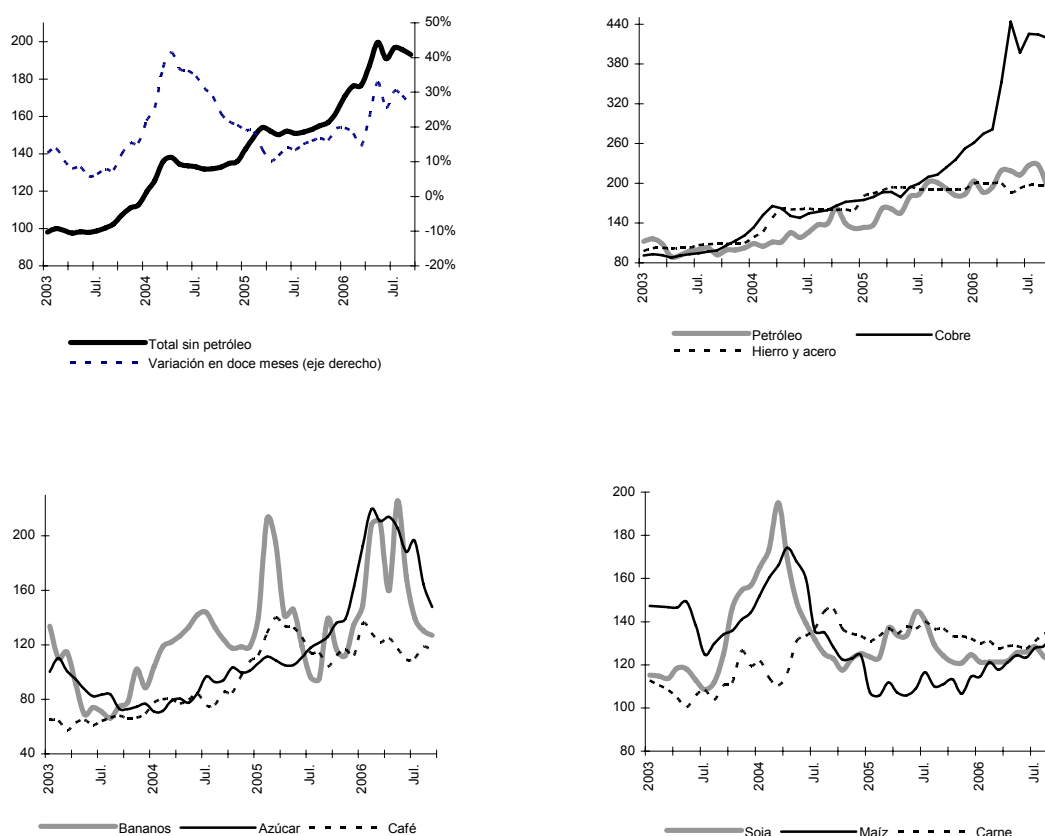 50%
200
40%
180
30%
160
20%
140
10%
120
0%
100
-10%
80
-20%
2003
Jul.
2004
Jul.
2005
Jul.
2006
Jul.
Total sin petróleo
Variación en doce meses (eje derecho)
440
380
320
260
200
140
80
2003
Jul.
2004
Jul.
2005
Jul.
2006
Jul.
Petróleo Cobre
Hierro y acero
200
160
120
80
40
2003
Jul.
2004
Jul.
2005
Jul.
2006
Jul.
Bananos Azúcar Café
200
180
160
140
120
100
80
2003
Jul.
2004
Jul.
2005
Jul.
2006
Jul.
Soja Maíz Carne